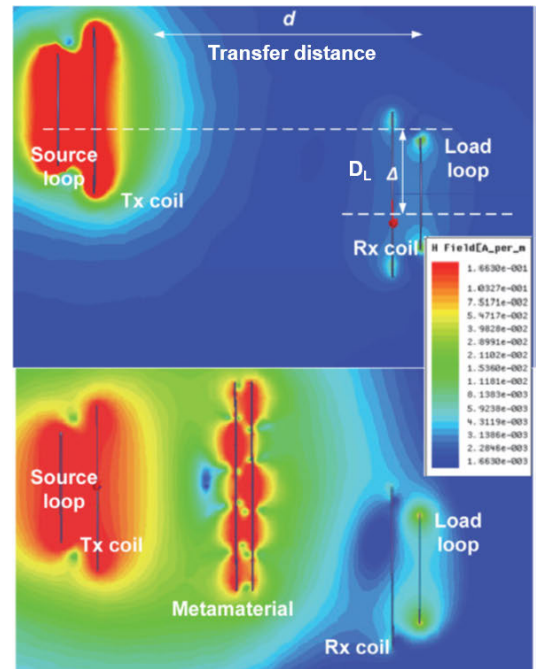 d
Transfer distance
Source
loop
Tx coil
D_L Δ
Load
loop
Rx coil
H Field[A_per_m
1.6630e-001
1.0327e-001
7.5171e-002
5.4717e-002
3.9828e-002
2.8991e-002
2.1102e-002
1.5360e-002
1.1181e-002
8.1383e-003
5.9238e-003
4.3119e-003
3.1386e-003
2.2846e-003
1.6630e-003
Source
loop
Tx coil
Metamaterial
Load
loop
Rx coil